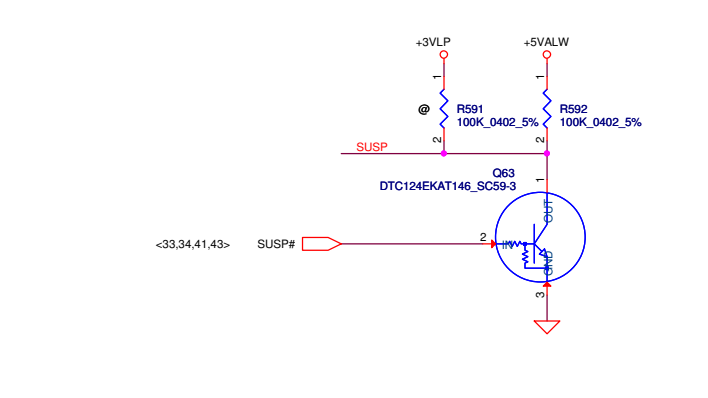 +3VLP
+5VALW
1
1
@
R591
100K_0402_5%
R592
100K_0402_5%
2
2
SUSP
Q63
DTC124EKAT146_SC59-3
1
OUT
<33,34,41,43>
SUSP#
2
IN
GND
3